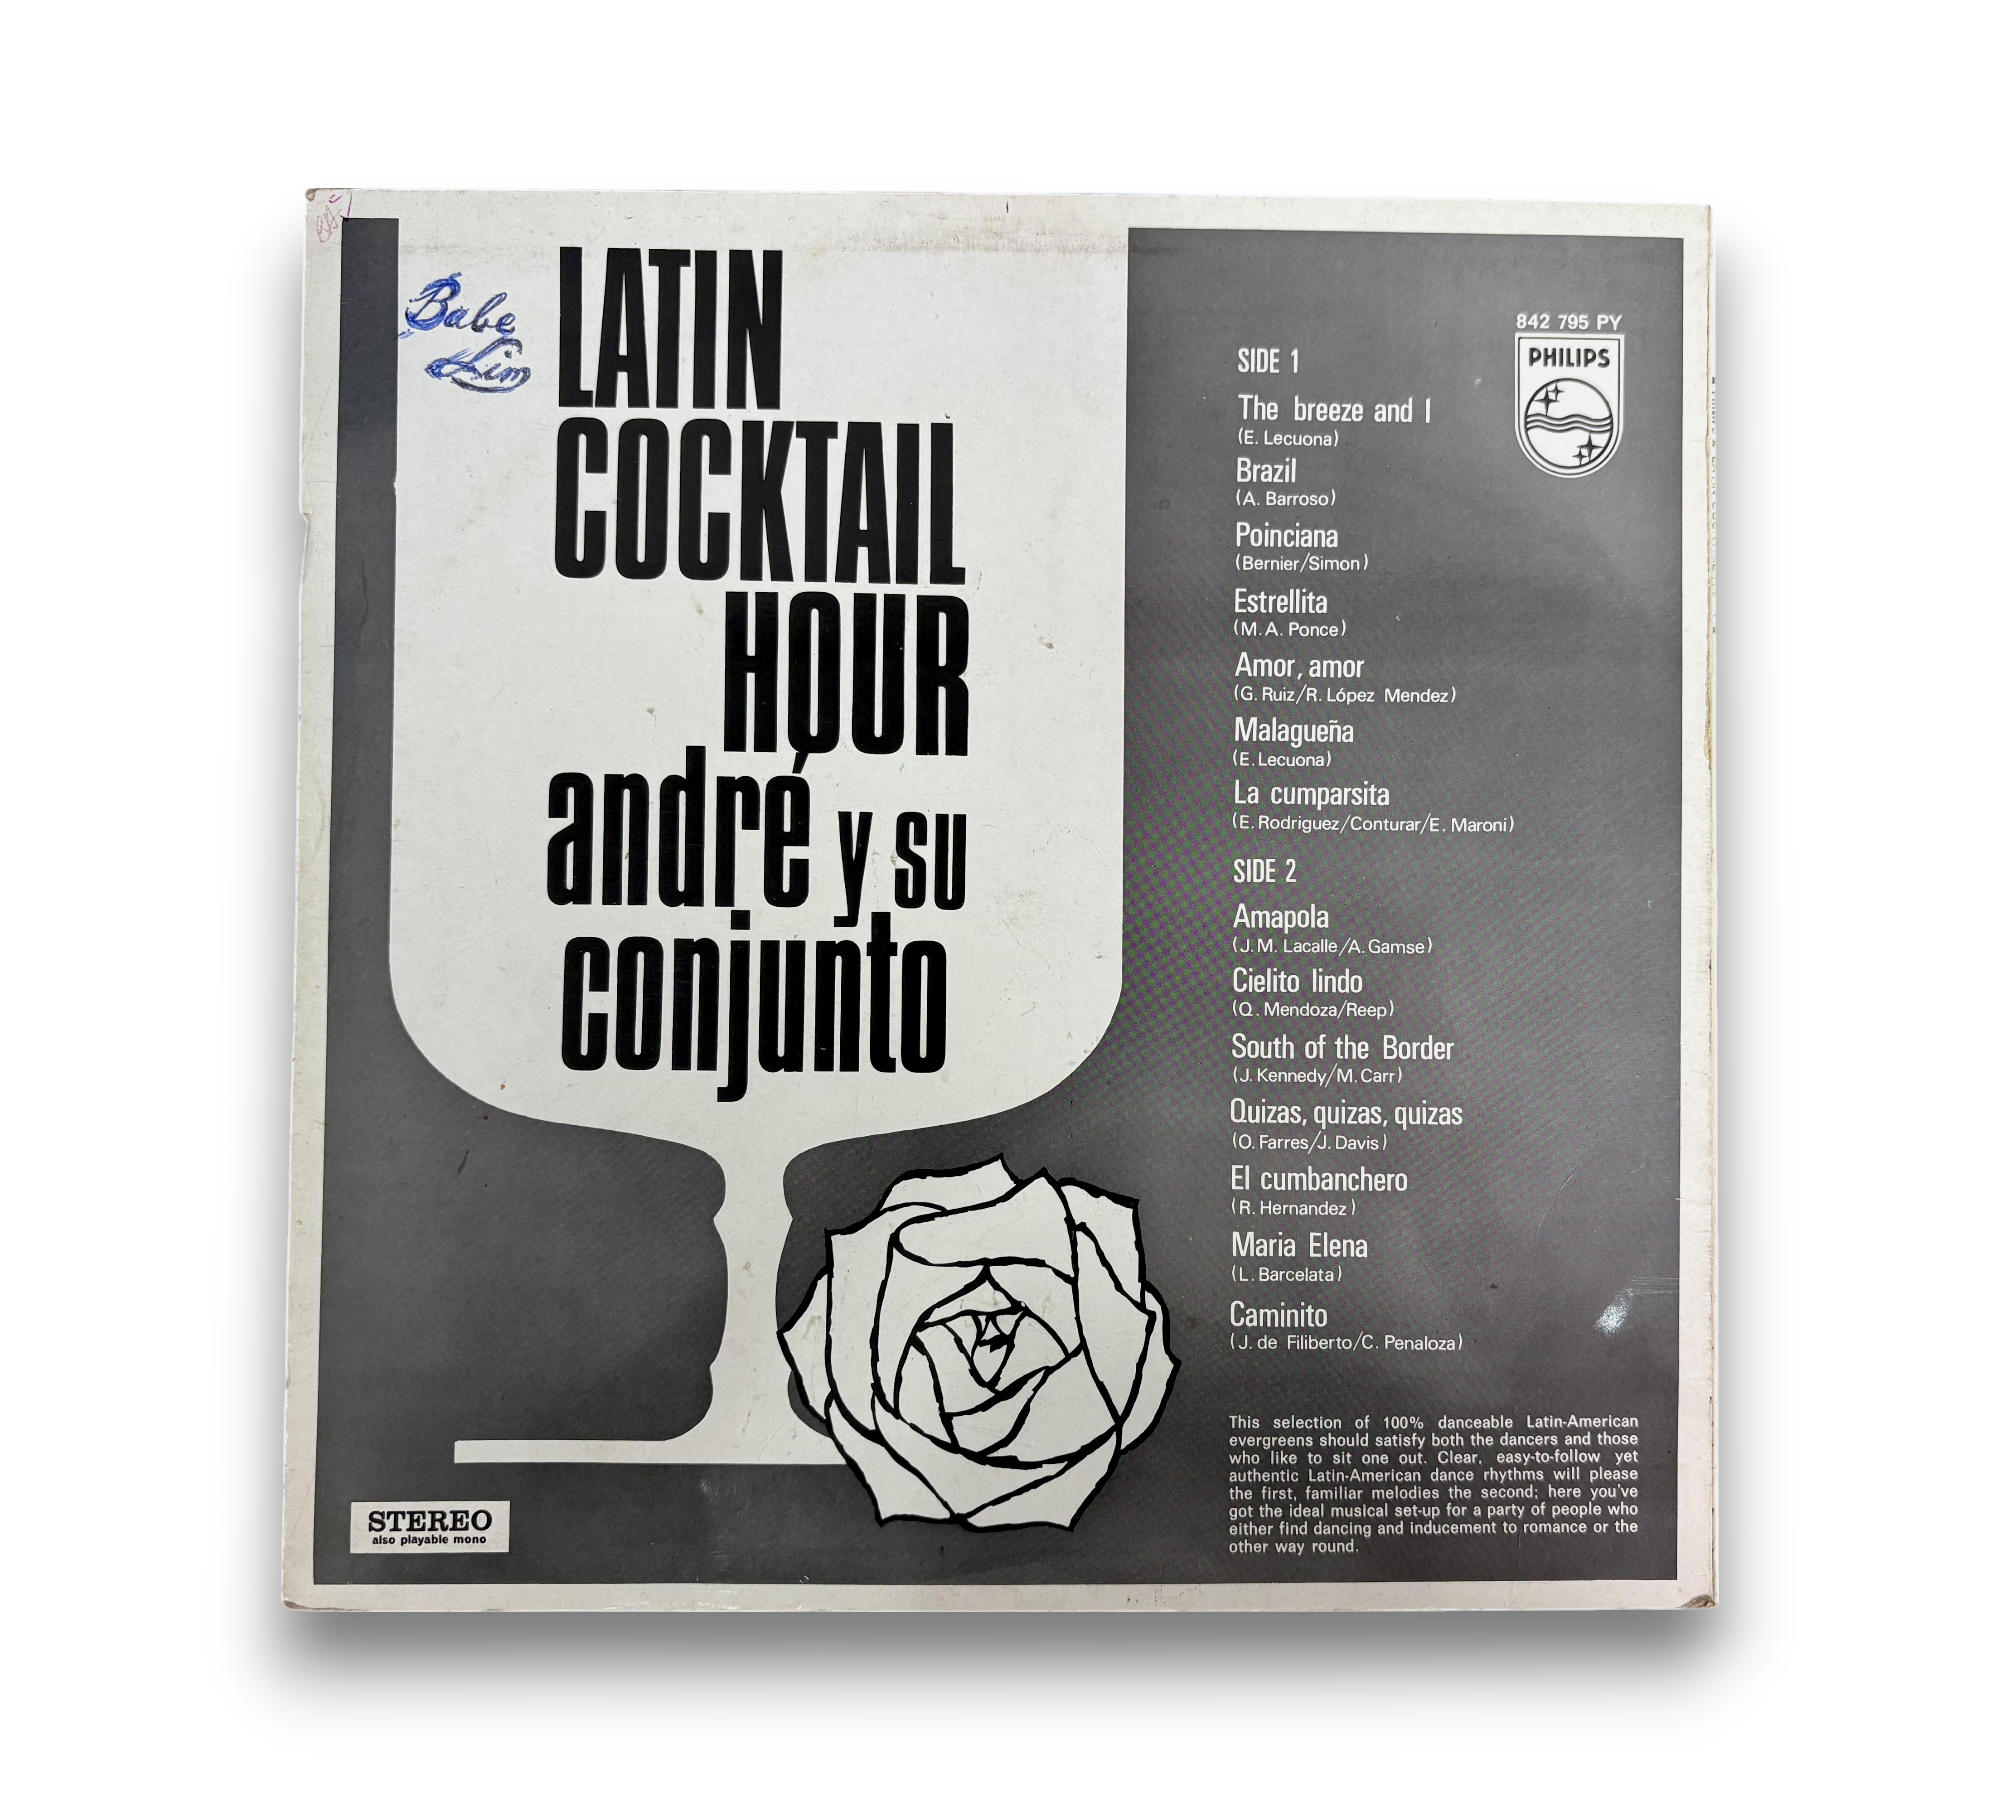 Babe
Lim
LATIN
COCKTAIL
HOUR
andré y su
conjunto
STEREO
also playable mono
842 795 PY
PHILIPS
SIDE 1
The breeze and I
(E. Lecuona)
Brazil
(A. Barroso)
Poinciana
(Bernier/Simon)
Estrellita
(M.A. Ponce)
Amor, amor
(G. Ruiz/R. López Mendez)
Malagueña
(E. Lecuona)
La cumparsita
(E. Rodriguez/Conturar/E. Maroni)
SIDE 2
Amapola
(J.M. Lacalle/A. Gamse)
Cielito lindo
(Q. Mendoza/Reep)
South of the Border
(J. Kennedy/M. Carr)
Quizas, quizas, quizas
(O. Farres/J. Davis)
El cumbanchero
(R. Hernandez)
Maria Elena
(L. Barcelata)
Caminito
(J. de Filiberto/C. Penaloza)
This selection of 100% danceable Latin-American
evergreens should satisfy both the dancers and those
who like to sit one out. Clear, easy-to-follow yet
authentic Latin-American dance rhythms will please
the first, familiar melodies the second; here you've
got the ideal musical set-up for a party of people who
either find dancing and inducement to romance or the
other way round.